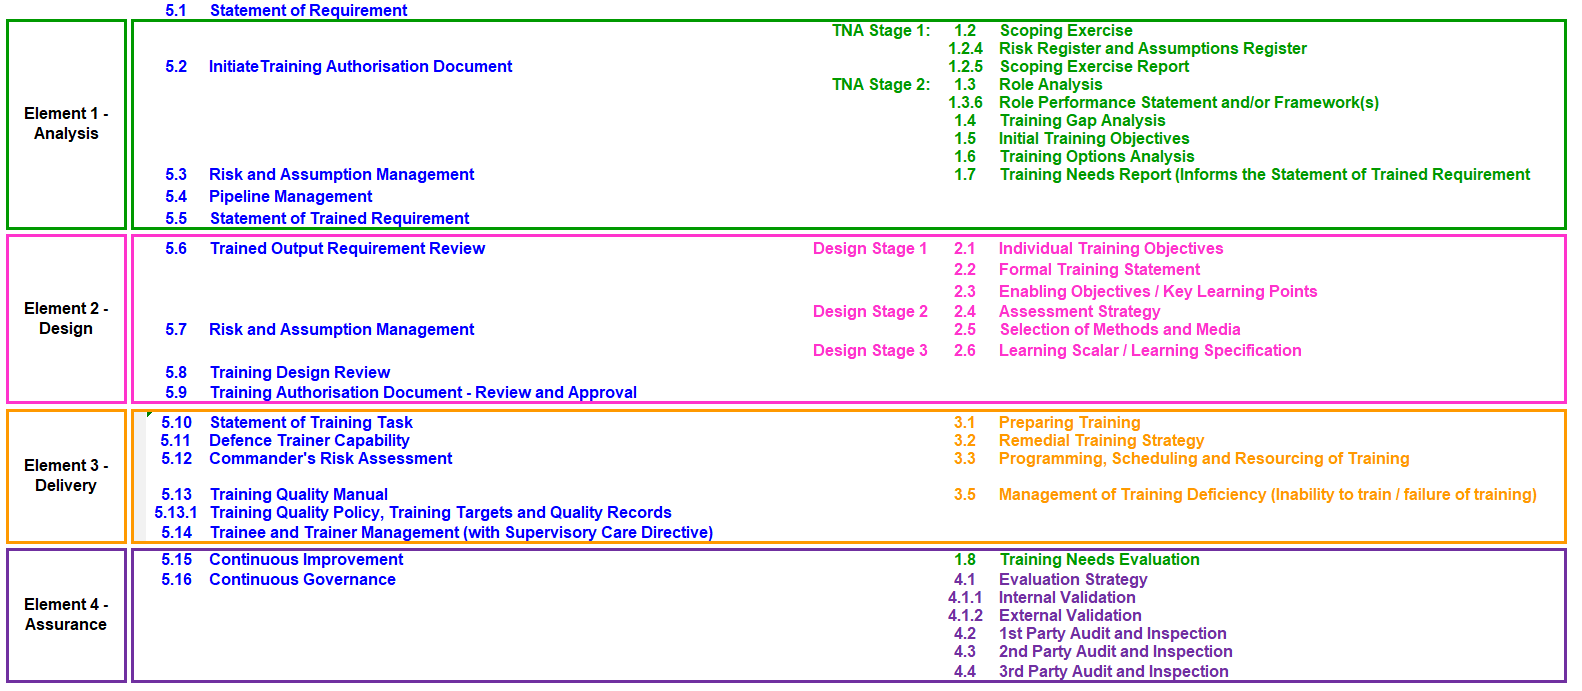 5.1 Statement of Requirement
TNA Stage 1: 1.2 Scoping Exercise
1.2.4 Risk Register and Assumptions Register
5.2 InitiateTraining Authorisation Document 1.2.5 Scoping Exercise Report
TNA Stage 2: 1.3 Role Analysis
1.3.6 Role Performance Statement and/or Framework(s)
Element 1 -
Analysis
1.4 Training Gap Analysis
1.5 Initial Training Objectives
1.6 Training Options Analysis
5.3 Risk and Assumption Management 1.7 Training Needs Report (Informs the Statement of Trained Requirement
5.4 Pipeline Management
5.5 Statement of Trained Requirement
5.6 Trained Output Requirement Review Design Stage 1 2.1 Individual Training Objectives
2.2 Formal Training Statement
2.3 Enabling Objectives / Key Learning Points
Element 2 -
Design
Design Stage 2 2.4 Assessment Strategy
5.7 Risk and Assumption Management 2.5 Selection of Methods and Media
Design Stage 3 2.6 Learning Scalar / Learning Specification
5.8 Training Design Review
5.9 Training Authorisation Document - Review and Approval
5.10 Statement of Training Task 3.1 Preparing Training
5.11 Defence Trainer Capability 3.2 Remedial Training Strategy
5.12 Commander's Risk Assessment 3.3 Programming, Scheduling and Resourcing of Training
Element 3 -
Delivery
5.13 Training Quality Manual 3.5 Management of Training Deficiency (Inability to train / failure of training)
5.13.1 Training Quality Policy, Training Targets and Quality Records
5.14 Trainee and Trainer Management (with Supervisory Care Directive)
5.15 Continuous Improvement 1.8 Training Needs Evaluation
5.16 Continuous Governance 4.1 Evaluation Strategy
4.1.1 Internal Validation
Element 4 -
Assurance
4.1.2 External Validation
4.2 1st Party Audit and Inspection
4.3 2nd Party Audit and Inspection
4.4 3rd Party Audit and Inspection